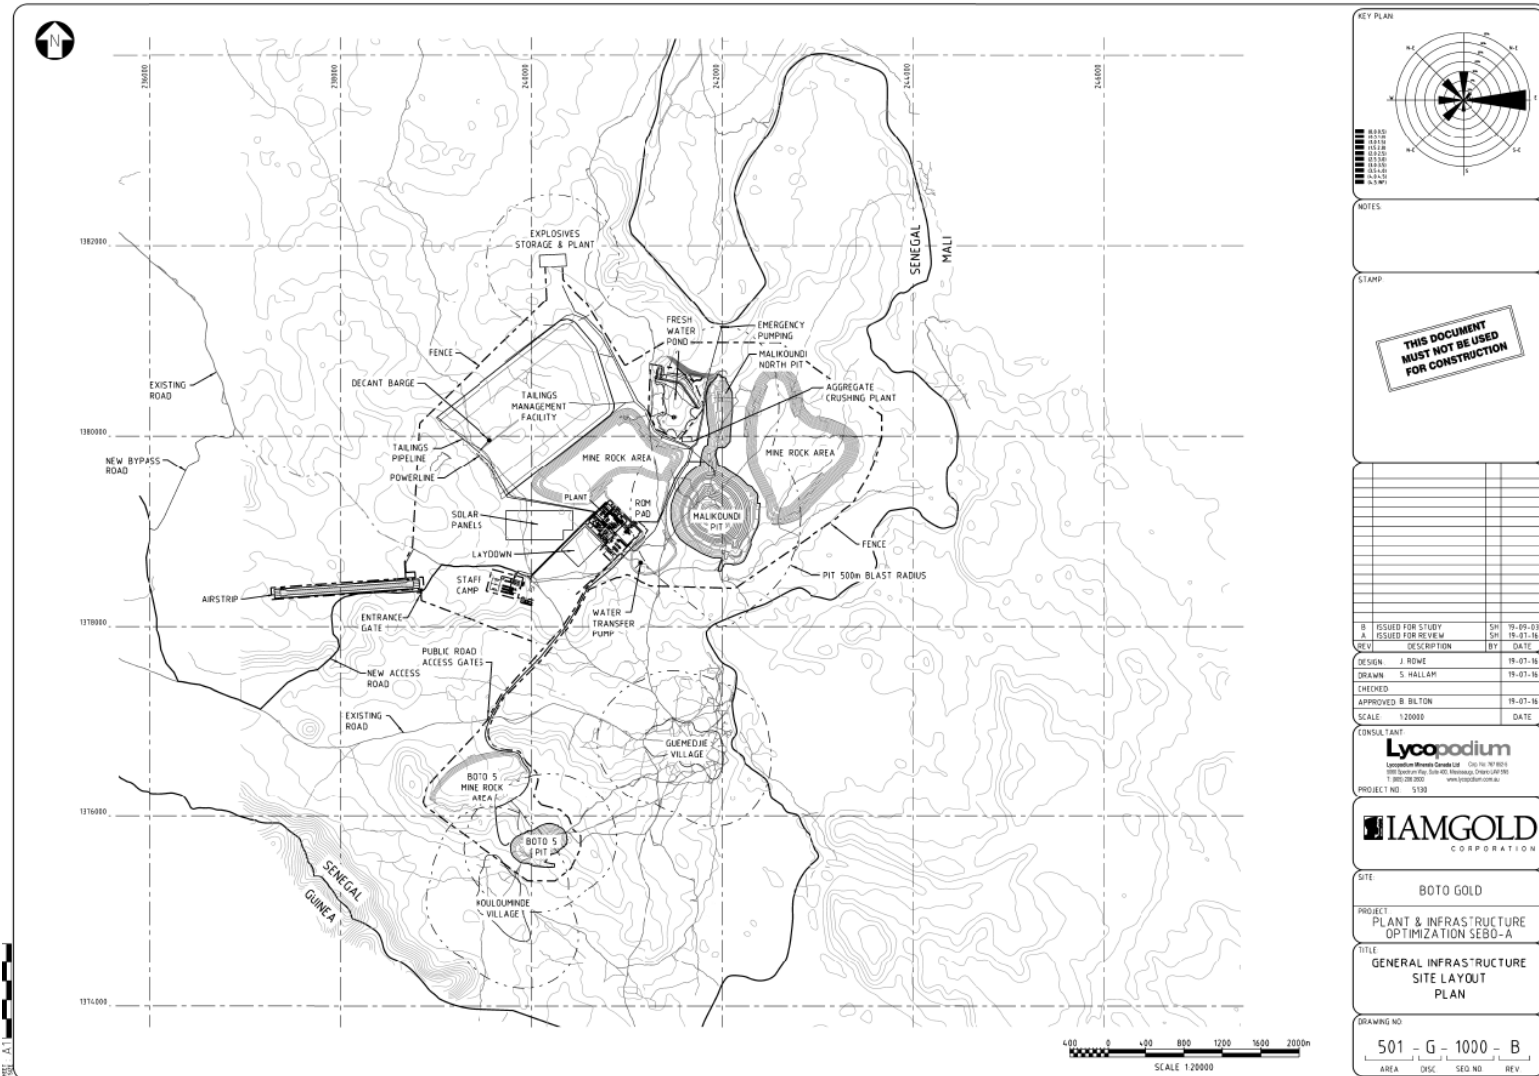 N
236000
238000
240000
242000
244000
246000
1382000
1380000
1378000
1376000
1374000
EXPLOSIVES
STORAGE & PLANT
SENEGAL
MALI
FRESH
WATER
POND
EMERGENCY
PUMPING
MALIKOUNDI
NORTH PIT
FENCE
DECANT BARGE
EXISTING
ROAD
TAILINGS
MANAGEMENT
FACILITY
AGGREGATE
CRUSHING PLANT
TAILINGS
PIPELINE
POWERLINE
NEW BYPASS
ROAD
MINE ROCK AREA
MINE ROCK AREA
PLANT
ROM
PAD
SOLAR
PANELS
MALIKOUNDI
PIT
LAYDOWN
FENCE
STAFF
CAMP
PIT 500m BLAST RADIUS
AIRSTRIP
ENTRANCE
GATE
WATER
TRANSFER
PUMP
PUBLIC ROAD
ACCESS GATES
NEW ACCESS
ROAD
EXISTING
ROAD
GUEMEDJIE
VILLAGE
BOTO 5
MINE ROCK
AREA
BOTO 5
PIT
SENEGAL
GUINEA
KOULOUMINDE
VILLAGE
400 0 400 800 1200 1600 2000m
SCALE 1:20000
KEY PLAN
N-E
N-E
W
E
N-E
S-E
S
NOTES:
STAMP
THIS DOCUMENT
MUST NOT BE USED
FOR CONSTRUCTION
B ISSUED FOR STUDY SH 19-09-03
A ISSUED FOR REVIEW SH 19-07-16
REV DESCRIPTION BY DATE
DESIGN J. ROWE 19-07-16
DRAWN S. HALLAM 19-07-16
CHECKED
APPROVED B. BILTON 19-07-16
SCALE 1:20000 DATE
CONSULTANT:
Lycopodium
Lycopodium Minerals Canada Ltd
PROJECT NO: 5130
IAMGOLD
CORPORATION
SITE
BOTO GOLD
PROJECT
PLANT & INFRASTRUCTURE
OPTIMIZATION SEBO-A
TITLE
GENERAL INFRASTRUCTURE
SITE LAYOUT
PLAN
DRAWING NO.
501 - G - 1000 - B
AREA DISC SEQ NO REV
A1